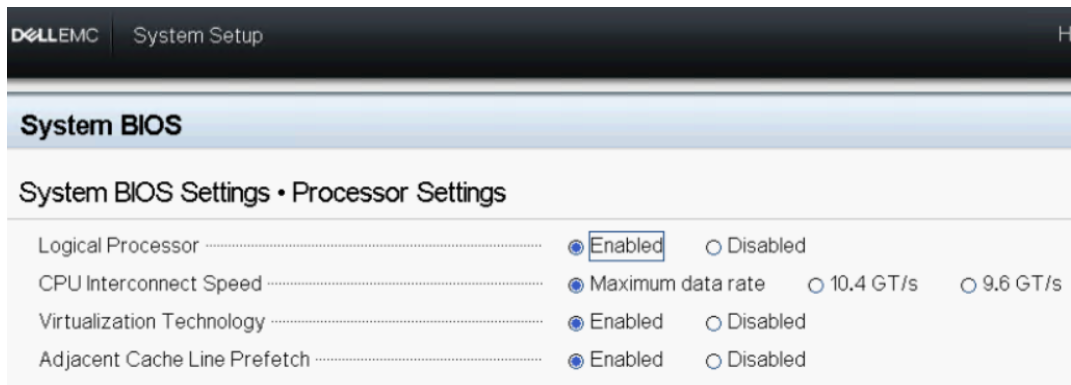 DELLEMC System Setup H
System BIOS
System BIOS Settings • Processor Settings
Logical Processor Enabled Disabled
CPU Interconnect Speed Maximum data rate 10.4 GT/s 9.6 GT/s
Virtualization Technology Enabled Disabled
Adjacent Cache Line Prefetch Enabled Disabled